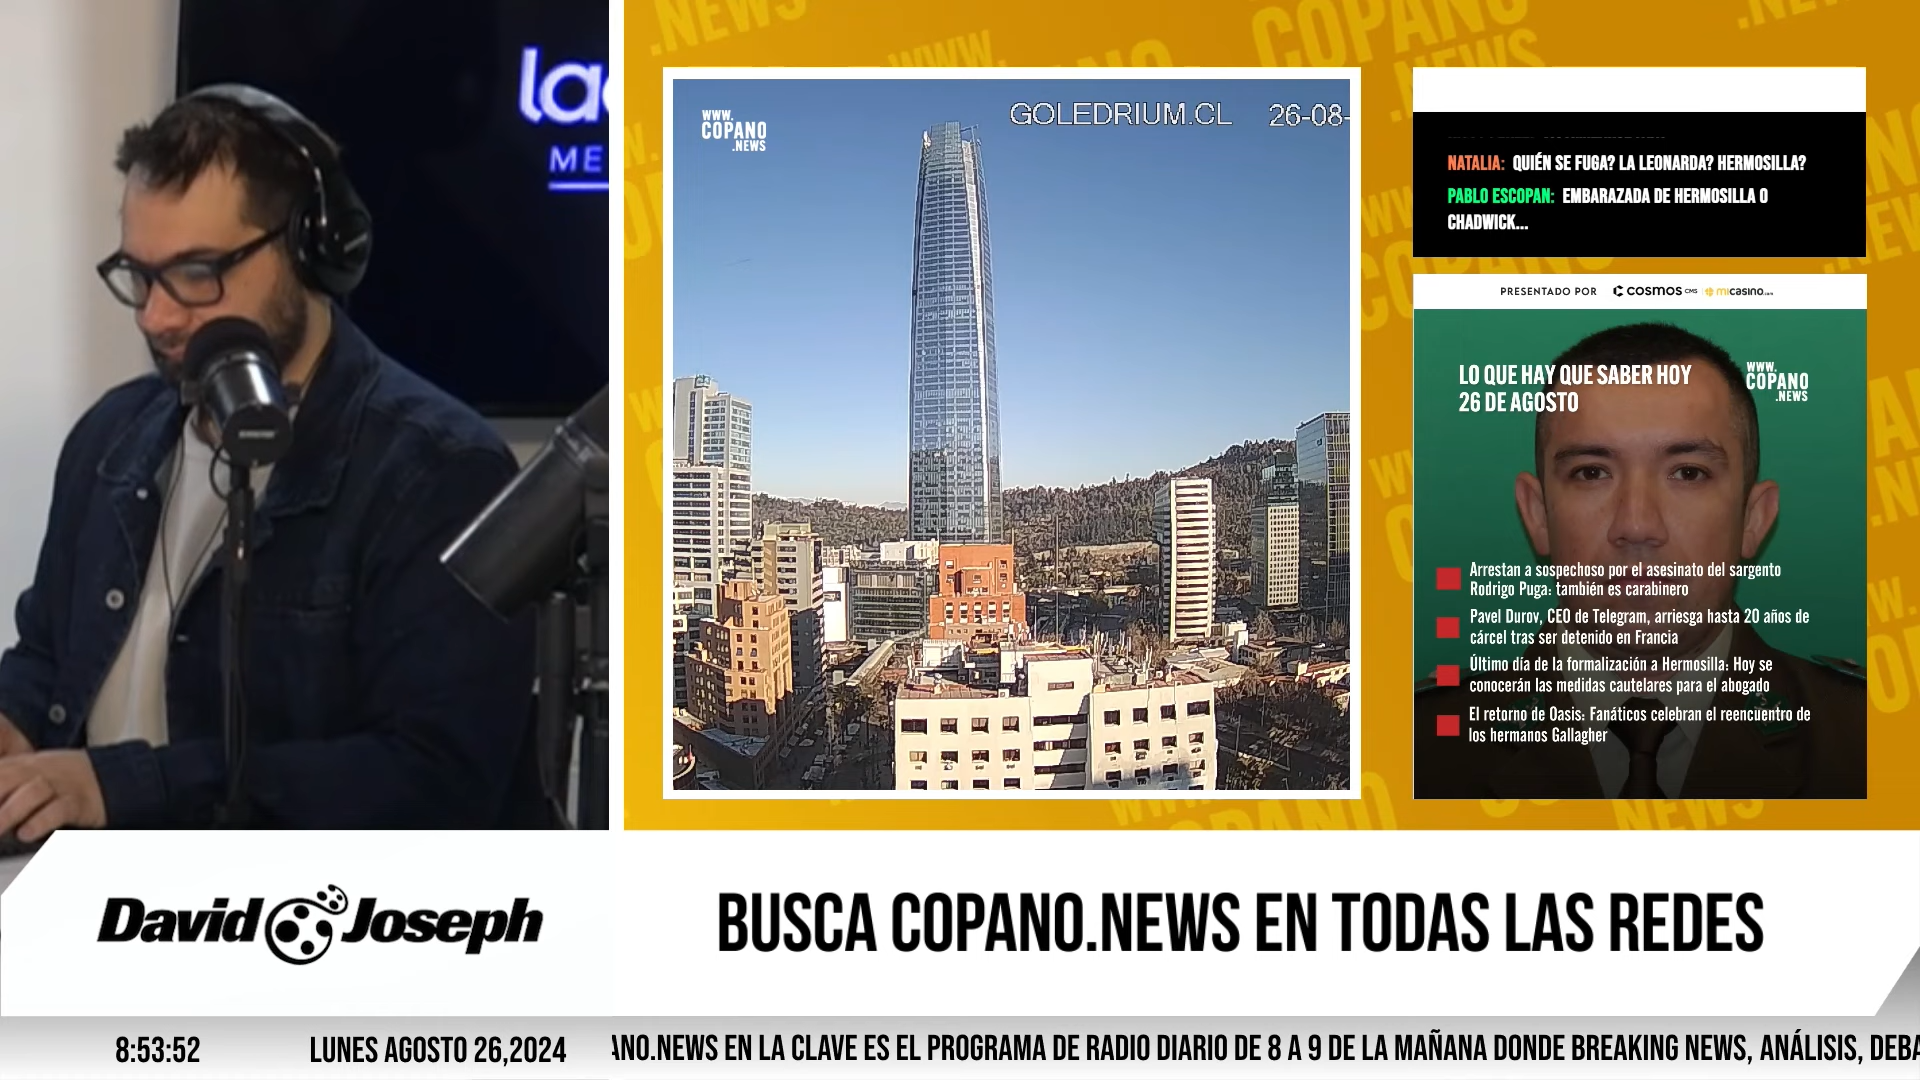 WWW.
COPANO
.NEWS
GOLEDRIUM.CL 26-08-
NATALIA: QUIÉN SE FUGA? LA LEONARDA? HERMOSILLA?
PABLO ESCOPAN: EMBARAZADA DE HERMOSILLA O
CHADWICK...
PRESENTADO POR COSMOS CMS micasino.com
LO QUE HAY QUE SABER HOY
26 DE AGOSTO
WWW.
COPANO
.NEWS
Arrestan a sospechoso por el asesinato del sargento
Rodrigo Puga: también es carabinero
Pavel Durov, CEO de Telegram, arriesga hasta 20 años de
cárcel tras ser detenido en Francia
Último día de la formalización a Hermosilla: Hoy se
conocerán las medidas cautelares para el abogado
El retorno de Oasis: Fanáticos celebran el reencuentro de
los hermanos Gallagher
David Joseph
BUSCA COPANO.NEWS EN TODAS LAS REDES
8:53:52 LUNES AGOSTO 26,2024
ANO.NEWS EN LA CLAVE ES EL PROGRAMA DE RADIO DIARIO DE 8 A 9 DE LA MAÑANA DONDE BREAKING NEWS, ANÁLISIS, DEBA